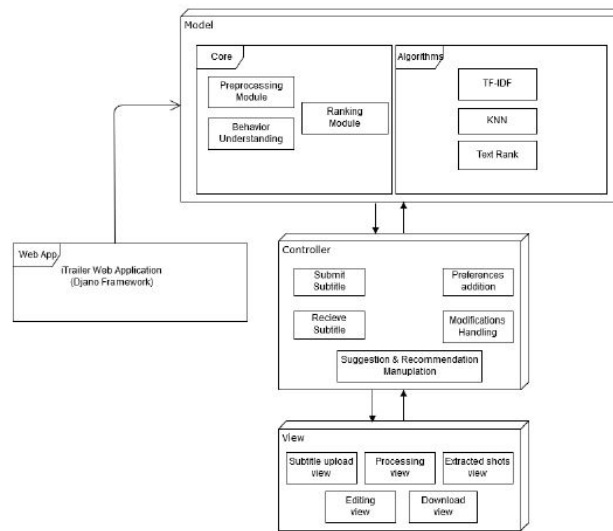 Model
Core
Preprocassing
Module
Behavior
Understanding
Ranking
Module
Algorithms
TF-IDF
KNN
Text Rank
Web App
iTrailer Web Application
(Djano Framework)
Controller
Submit
Subtitle
Preferences
addition
Recieve
Subtitle
Modifications
Handling
Suggestion & Recommendation
Manuplation
View
Subtitle upload
view
Processing
view
Extracted shots
view
Editing
view
Download
view